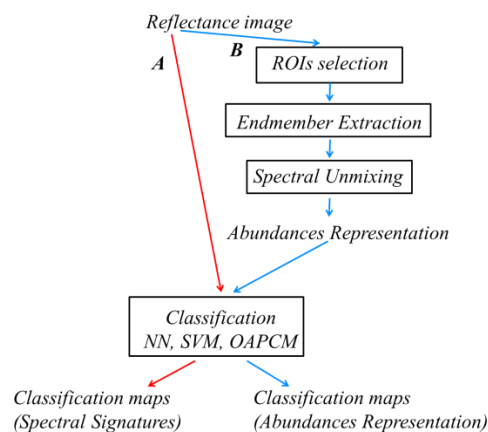 Reflectance image
A
B
ROIs selection
Endmember Extraction
Spectral Unmixing
Abundances Representation
Classification
NN, SVM, OAPCM
Classification maps
(Spectral Signatures)
Classification maps
(Abundances Representation)